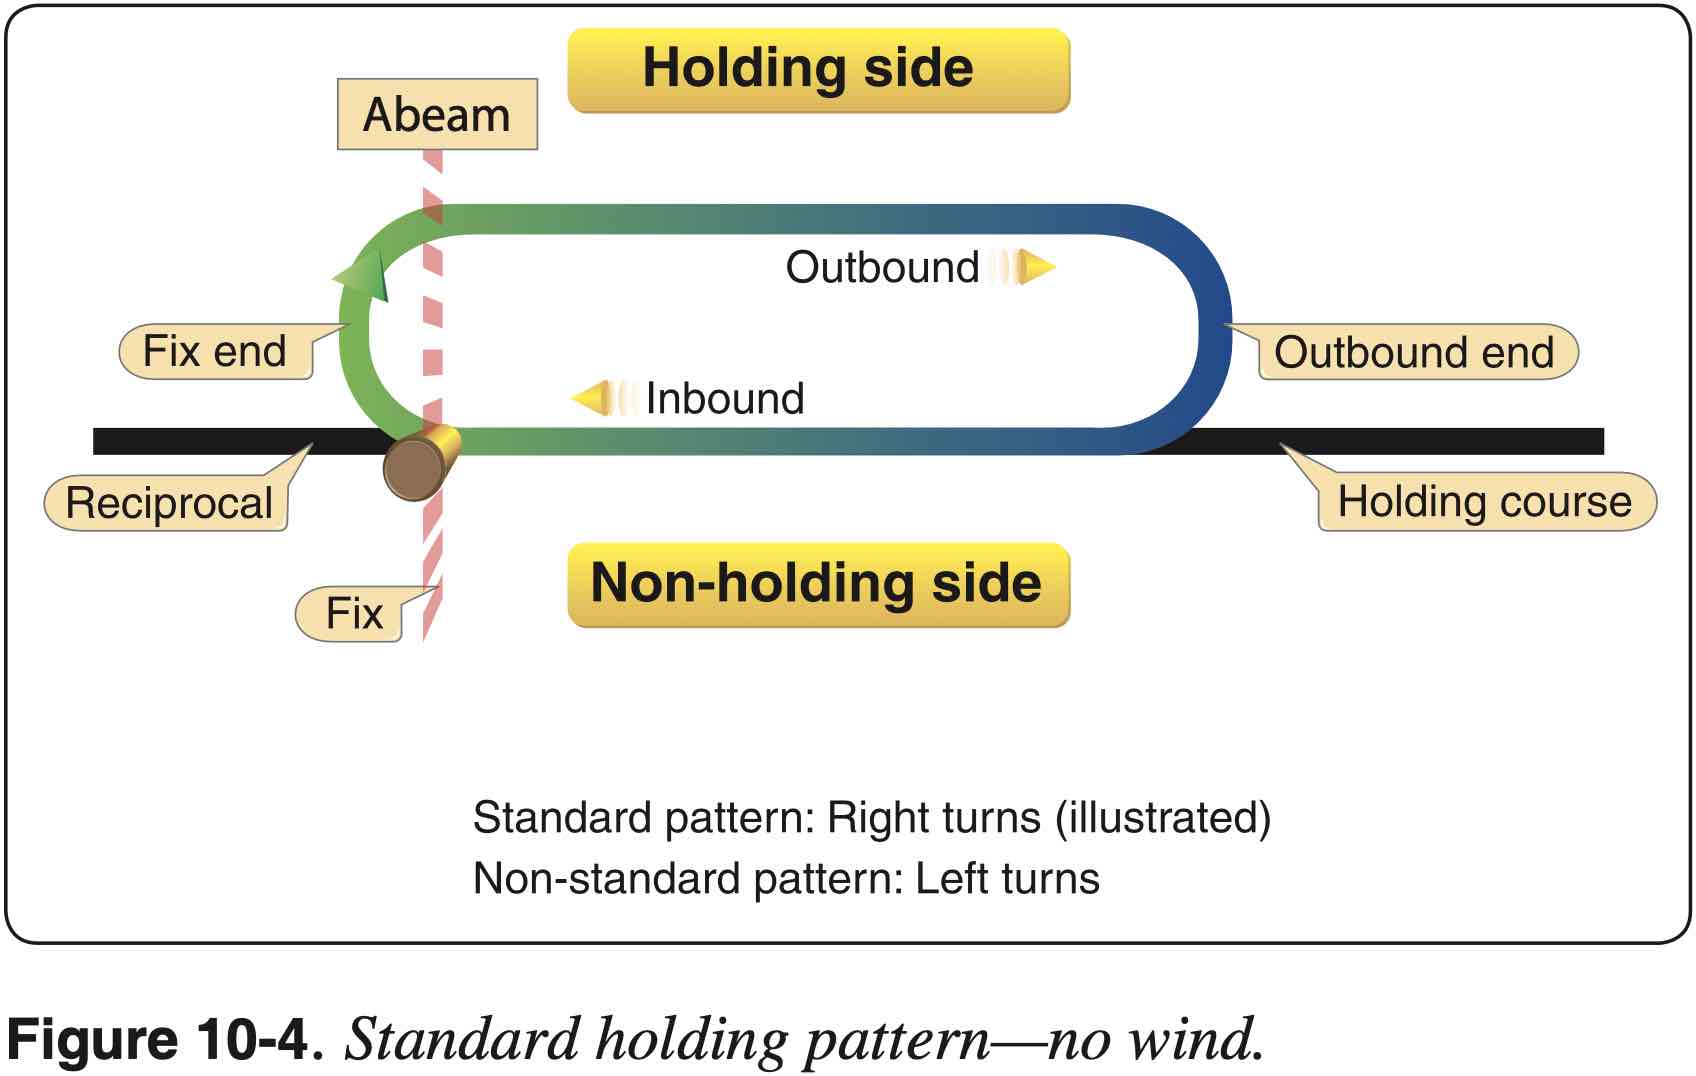 Holding side
Abeam
Outbound
Fix end
Outbound end
Inbound
Reciprocal
Holding course
Non-holding side
Fix
Standard pattern: Right turns (illustrated)
Non-standard pattern: Left turns
Figure 10-4. Standard holding pattern—no wind.